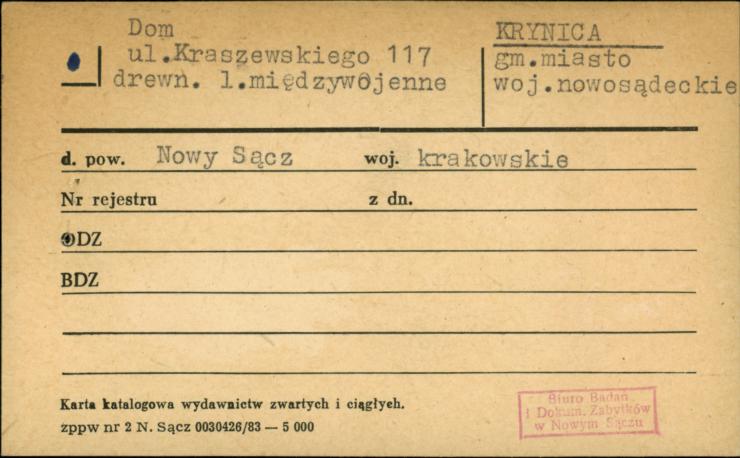 Dom
ul.Kraszewskiego 117
drewn. l.międzywojenne
KRYNICA
gm.miasto
woj.nowosądeckie
d. pow. Nowy Sącz woj. krakowskie
Nr rejestru z dn.
ODZ
BDZ
Karta katalogowa wydawnictw zwartych i ciągłych.
zppw nr 2 N. Sącz 0030426/83 — 5 000
Biuro Badań
i Dokum. Zabytków
w Nowym Sączu